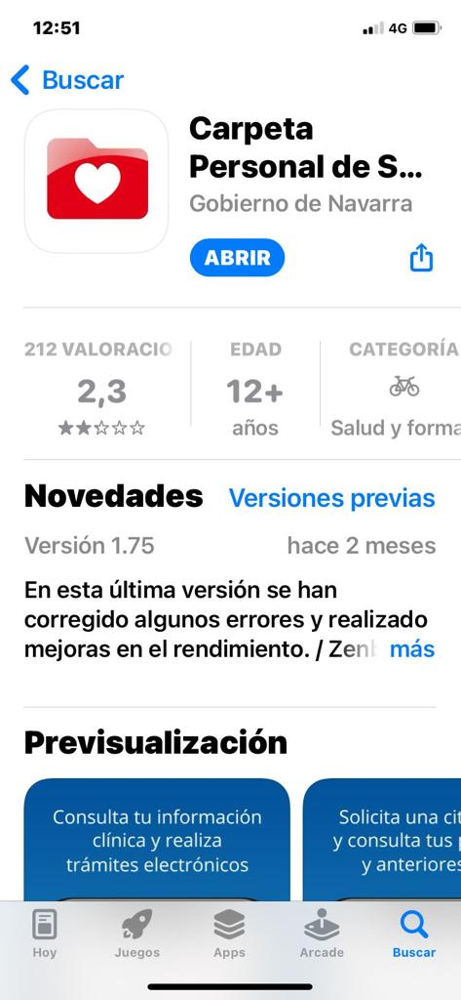 12:51
4G
Buscar
Carpeta
Personal de S...
Gobierno de Navarra
ABRIR
212 VALORACIO
EDAD
CATEGORÍA
2,3
12+
años
Salud y forma
Novedades
Versiones previas
Versión 1.75
hace 2 meses
En esta última versión se han
corregido algunos errores y realizado
mejoras en el rendimiento. / Zenb más
Previsualización
Consulta tu información
clínica y realiza
trámites electrónicos
Solicita una cit
y consulta tus p
y anteriores
Hoy
Juegos
Apps
Arcade
Buscar